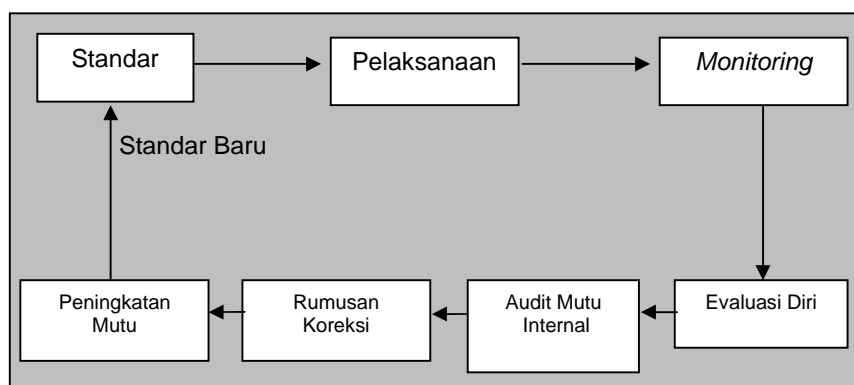 Standar
Pelaksanaan
Monitoring
Standar Baru
Peningkatan
Mutu
Rumusan
Koreksi
Audit Mutu
Internal
Evaluasi Diri